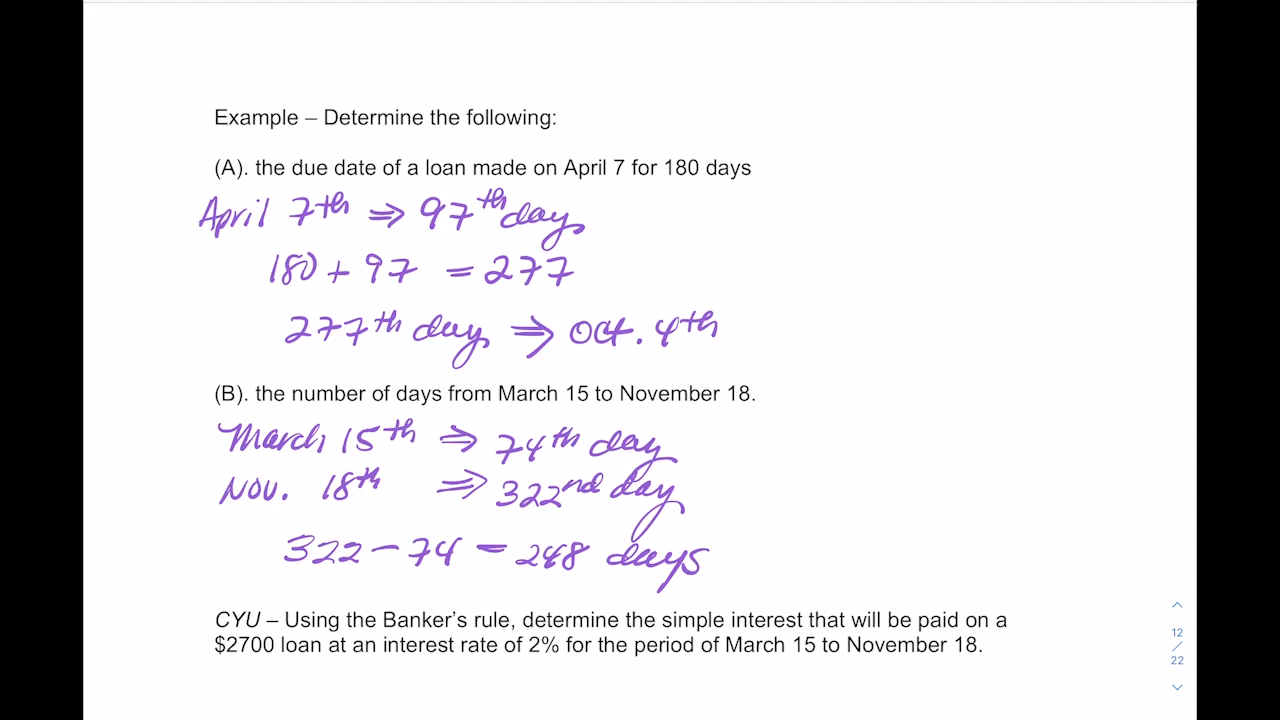 Example – Determine the following:
(A). the due date of a loan made on April 7 for 180 days
April 7th ⇒ 97th day
180 + 97 = 277
277th day ⇒ Oct. 4th
(B). the number of days from March 15 to November 18.
March 15th ⇒ 74th day
Nov. 18th ⇒ 322nd day
322 – 74 = 248 days
CYU – Using the Banker's rule, determine the simple interest that will be paid on a
$2700 loan at an interest rate of 2% for the period of March 15 to November 18.
12
/
22